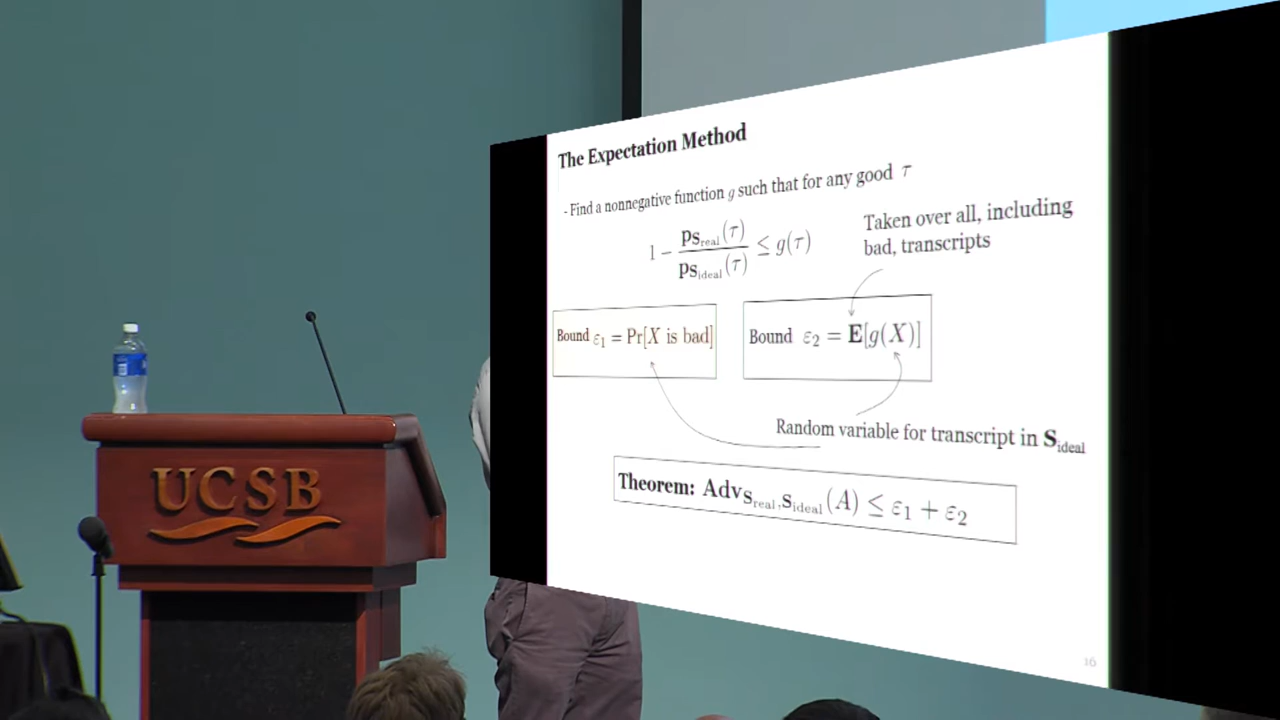 The Expectation Method
- Find a nonnegative function g such that for any good τ
1 − ps_real(τ) / ps_ideal(τ) ≤ g(τ)
Taken over all, including
bad, transcripts
Bound ε₁ = Pr[X is bad]
Bound ε₂ = E[g(X)]
Random variable for transcript in S_ideal
Theorem: Adv_{S_real, S_ideal}(A) ≤ ε₁ + ε₂
16
UCSB